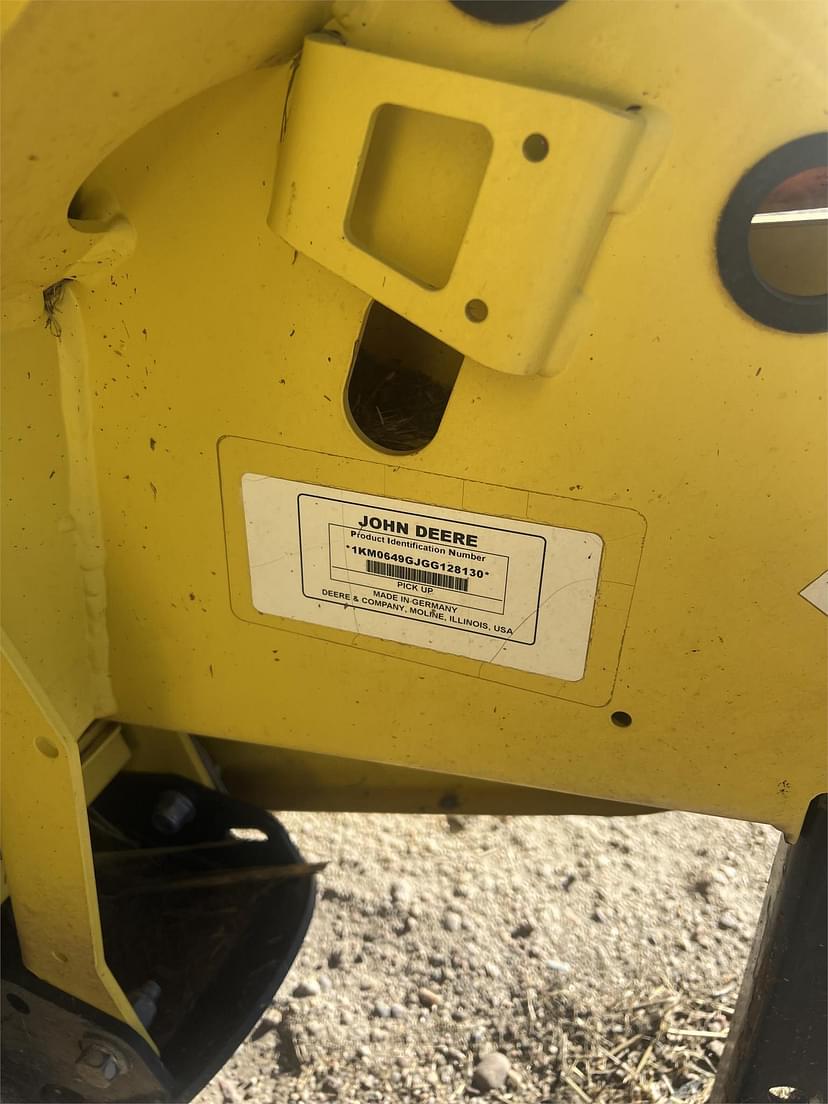 JOHN DEERE
Product Identification Number
*1KM0649GJGG128130*
PICK UP
MADE IN GERMANY
DEERE & COMPANY, MOLINE, ILLINOIS, USA